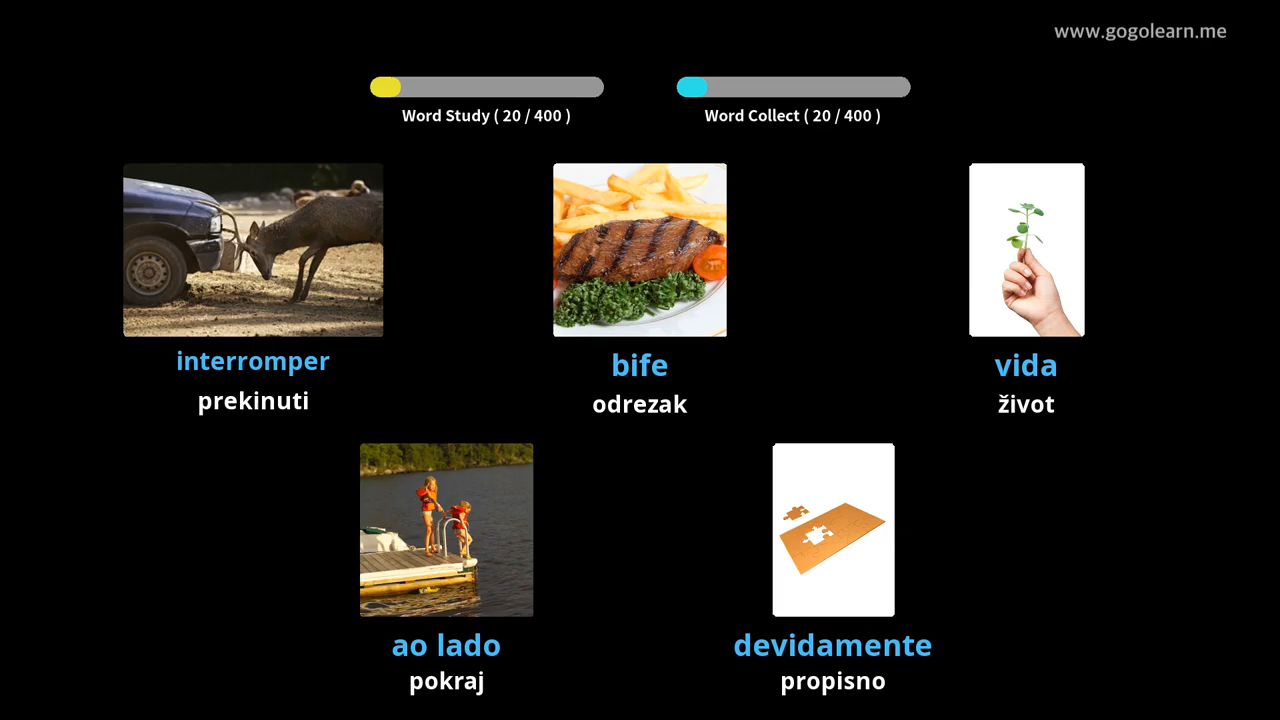 www.gogolearn.me
Word Study ( 20 / 400 )
Word Collect ( 20 / 400 )
interromper
prekinuti
bife
odrezak
vida
život
ao lado
pokraj
devidamente
propisno